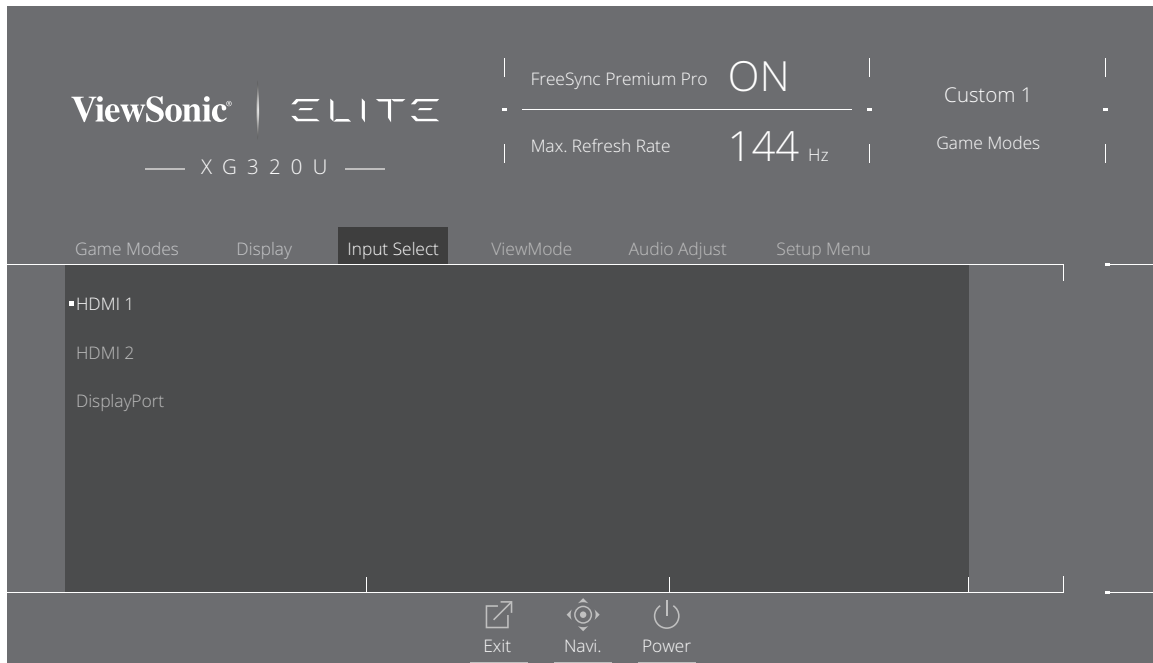 ViewSonic® ELITE
XG320U
FreeSync Premium Pro ON
Max. Refresh Rate 144 Hz
Custom 1
Game Modes
Game Modes Display Input Select ViewMode Audio Adjust Setup Menu
HDMI 1
HDMI 2
DisplayPort
Exit Navi. Power